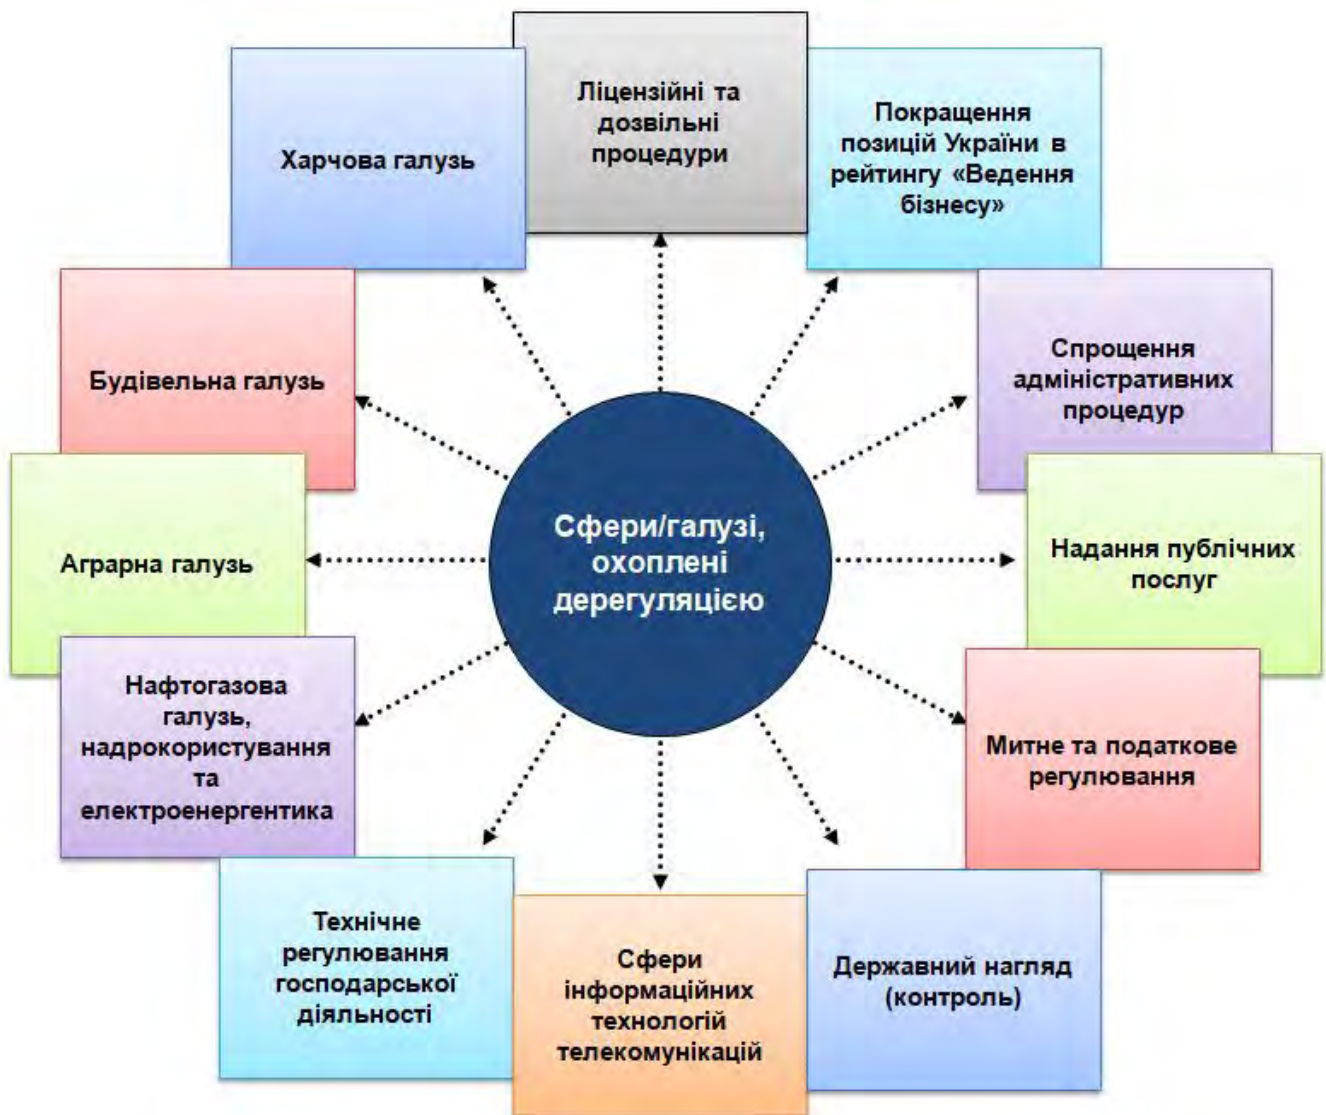 Ліцензійні та
дозвільні
процедури
Покращення
позицій України в
рейтингу «Ведення
бізнесу»
Спрощення
адміністративних
процедур
Надання публічних
послуг
Митне та податкове
регулювання
Державний нагляд
(контроль)
Сфери
інформаційних
технологій
телекомунікацій
Технічне
регулювання
господарської
діяльності
Нафтогазова
галузь,
надрокористування
та
електроенергентика
Аграрна галузь
Будівельна галузь
Харчова галузь
Сфери/галузі,
охоплені
дерегуляцією